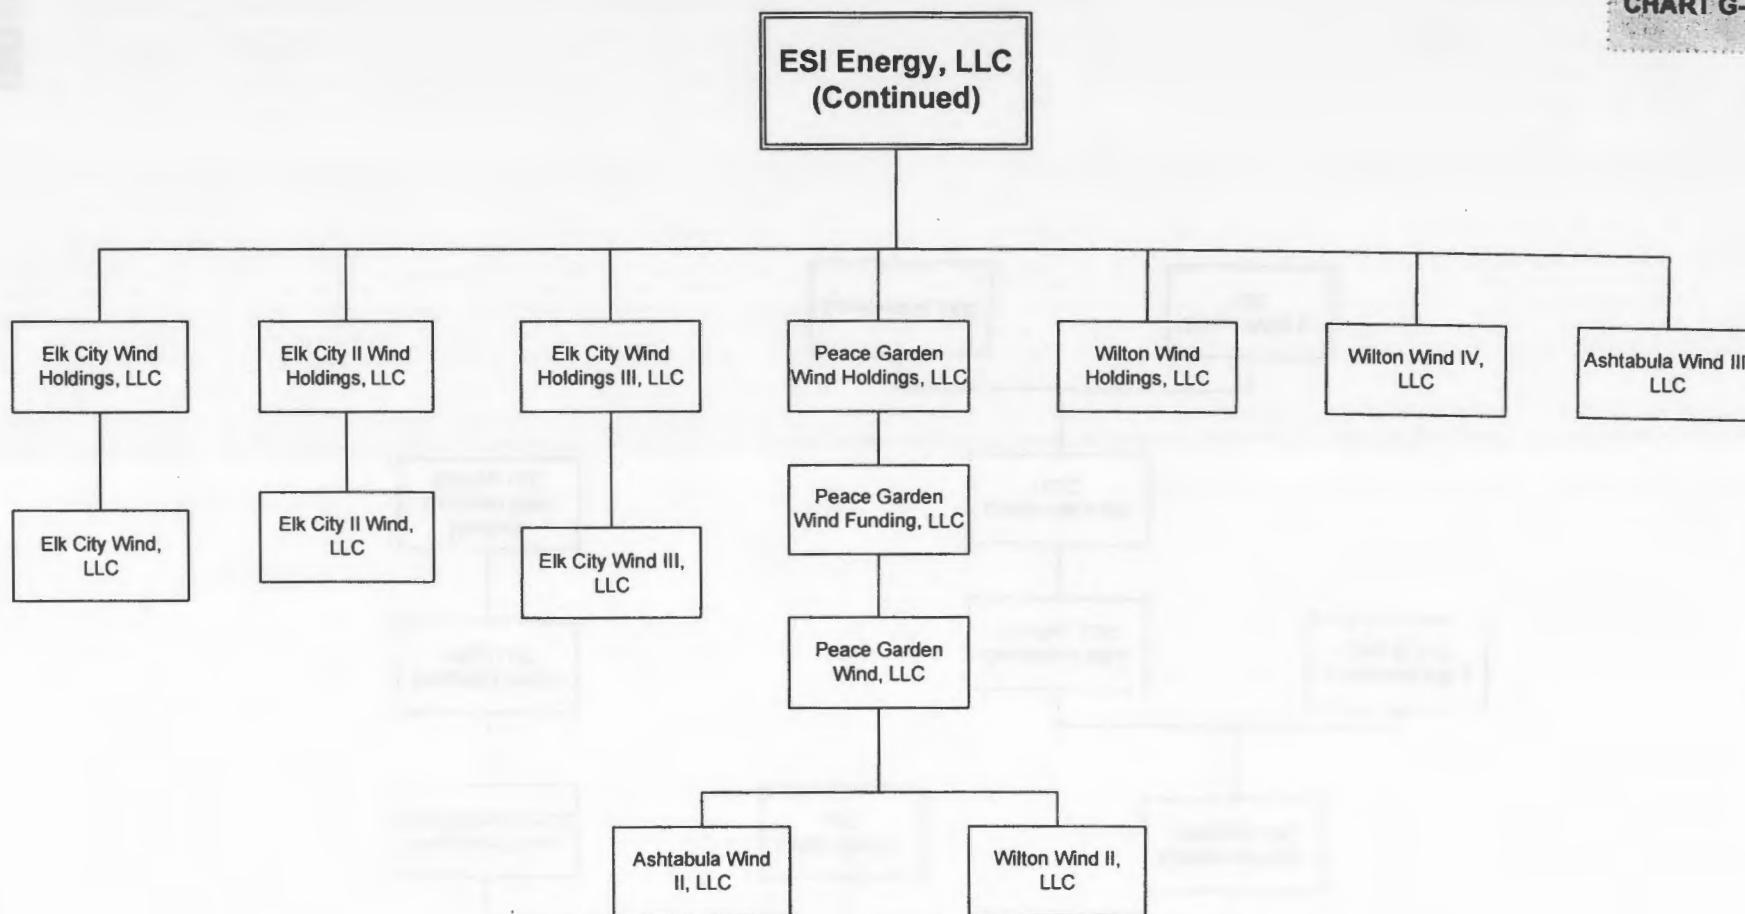 CHART G-
ESI Energy, LLC
(Continued)
Elk City Wind
Holdings, LLC
Elk City II Wind
Holdings, LLC
Elk City Wind
Holdings III, LLC
Peace Garden
Wind Holdings, LLC
Wilton Wind
Holdings, LLC
Wilton Wind IV,
LLC
Ashtabula Wind III
LLC
Elk City Wind,
LLC
Elk City II Wind,
LLC
Elk City Wind III,
LLC
Peace Garden
Wind Funding, LLC
Peace Garden
Wind, LLC
Ashtabula Wind
II, LLC
Wilton Wind II,
LLC